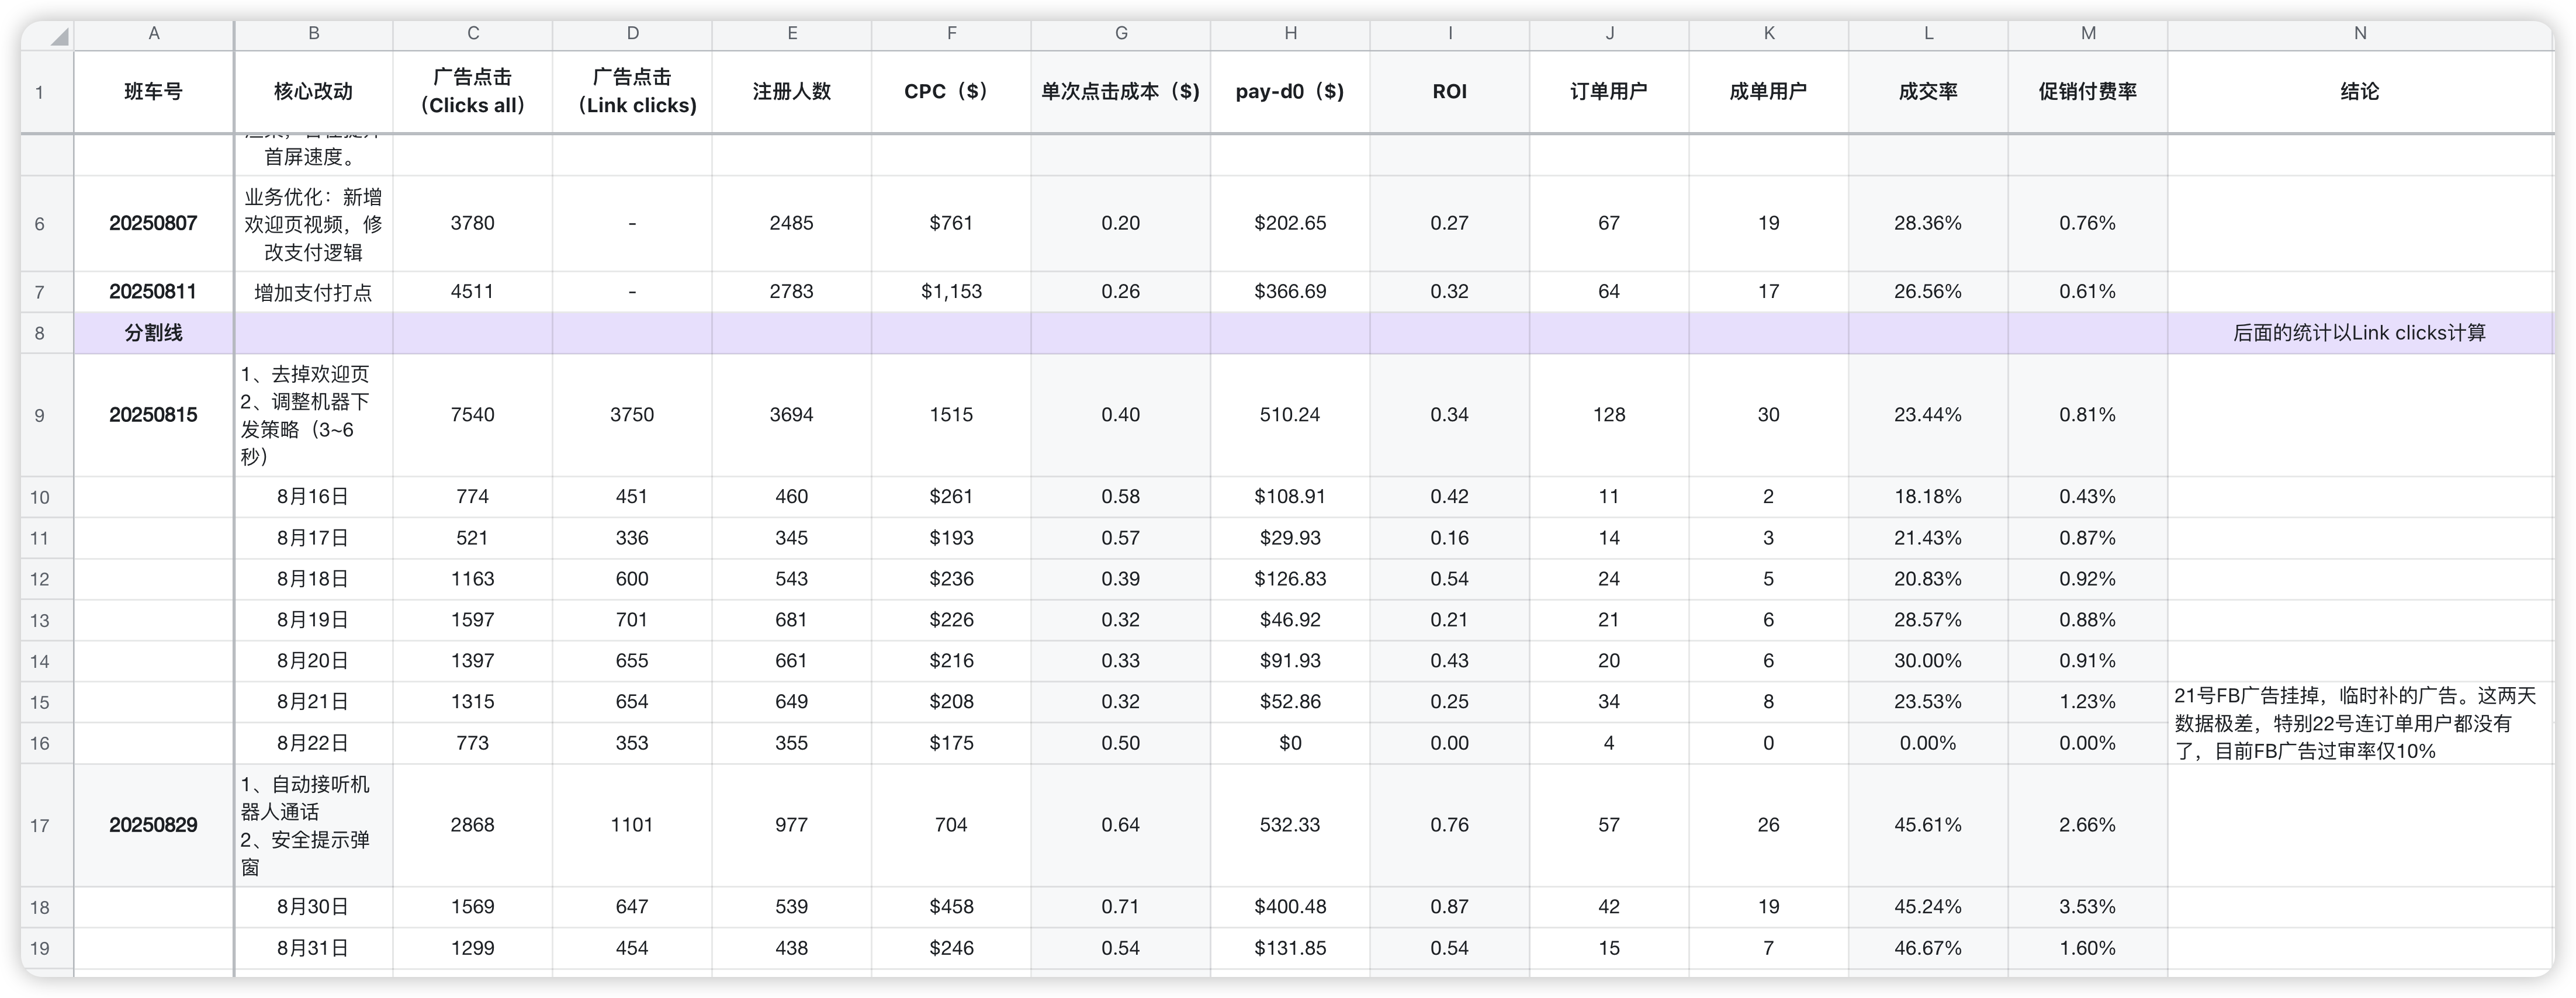 A B C D E F G H I J K L M N
1 班车号 核心改动 广告点击（Clicks all） 广告点击（Link clicks） 注册人数 CPC（$） 单次点击成本（$） pay-d0（$） ROI 订单用户 成单用户 成交率 促销付费率 结论
首屏速度。
6 20250807 业务优化：新增欢迎页视频，修改支付逻辑 3780 - 2485 $761 0.20 $202.65 0.27 67 19 28.36% 0.76%
7 20250811 增加支付打点 4511 - 2783 $1,153 0.26 $366.69 0.32 64 17 26.56% 0.61%
8 分割线 后面的统计以Link clicks计算
9 20250815 1、去掉欢迎页 2、调整机器下发策略（3~6秒） 7540 3750 3694 1515 0.40 510.24 0.34 128 30 23.44% 0.81%
10 8月16日 774 451 460 $261 0.58 $108.91 0.42 11 2 18.18% 0.43%
11 8月17日 521 336 345 $193 0.57 $29.93 0.16 14 3 21.43% 0.87%
12 8月18日 1163 600 543 $236 0.39 $126.83 0.54 24 5 20.83% 0.92%
13 8月19日 1597 701 681 $226 0.32 $46.92 0.21 21 6 28.57% 0.88%
14 8月20日 1397 655 661 $216 0.33 $91.93 0.43 20 6 30.00% 0.91%
15 8月21日 1315 654 649 $208 0.32 $52.86 0.25 34 8 23.53% 1.23% 21号FB广告挂掉，临时补的广告。这两天数据极差，特别22号连订单用户都没有了，目前FB广告过审率仅10%
16 8月22日 773 353 355 $175 0.50 $0 0.00 4 0 0.00% 0.00%
17 20250829 1、自动接听机器人通话 2、安全提示弹窗 2868 1101 977 704 0.64 532.33 0.76 57 26 45.61% 2.66%
18 8月30日 1569 647 539 $458 0.71 $400.48 0.87 42 19 45.24% 3.53%
19 8月31日 1299 454 438 $246 0.54 $131.85 0.54 15 7 46.67% 1.60%